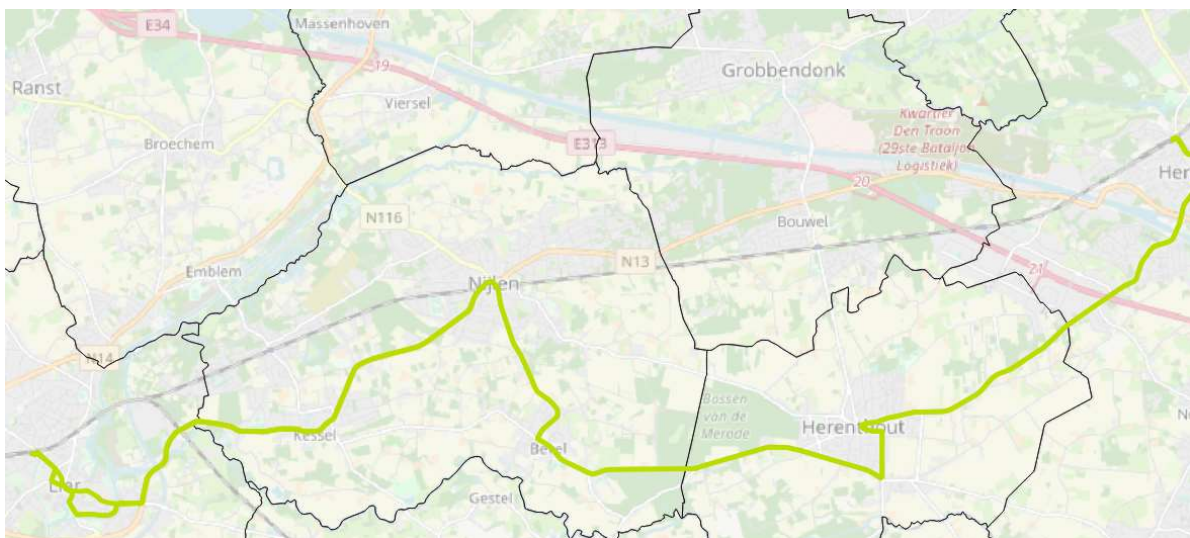 E34
Massenhoven
19
Ranst
Viersel
Grobbendonk
Broechem
E313
Kwartier
Den Troon
(29ste Bataljon
Logistiek)
20
Her
N116
Bouwel
Emblem
N13
21
Nijlen
N14
Bossen
van de
Merode
Kessel
Bevel
Herenthout
Lier
Gestel